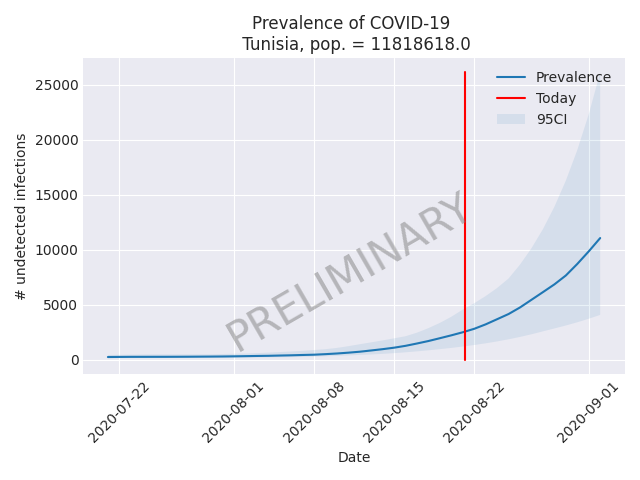 Prevalence of COVID-19
Tunisia, pop. = 11818618.0
# undetected infections
25000
20000
15000
10000
5000
0
Prevalence
Today
95CI
PRELIMINARY
2020-07-22
2020-08-01
2020-08-08
2020-08-15
2020-08-22
2020-09-01
Date